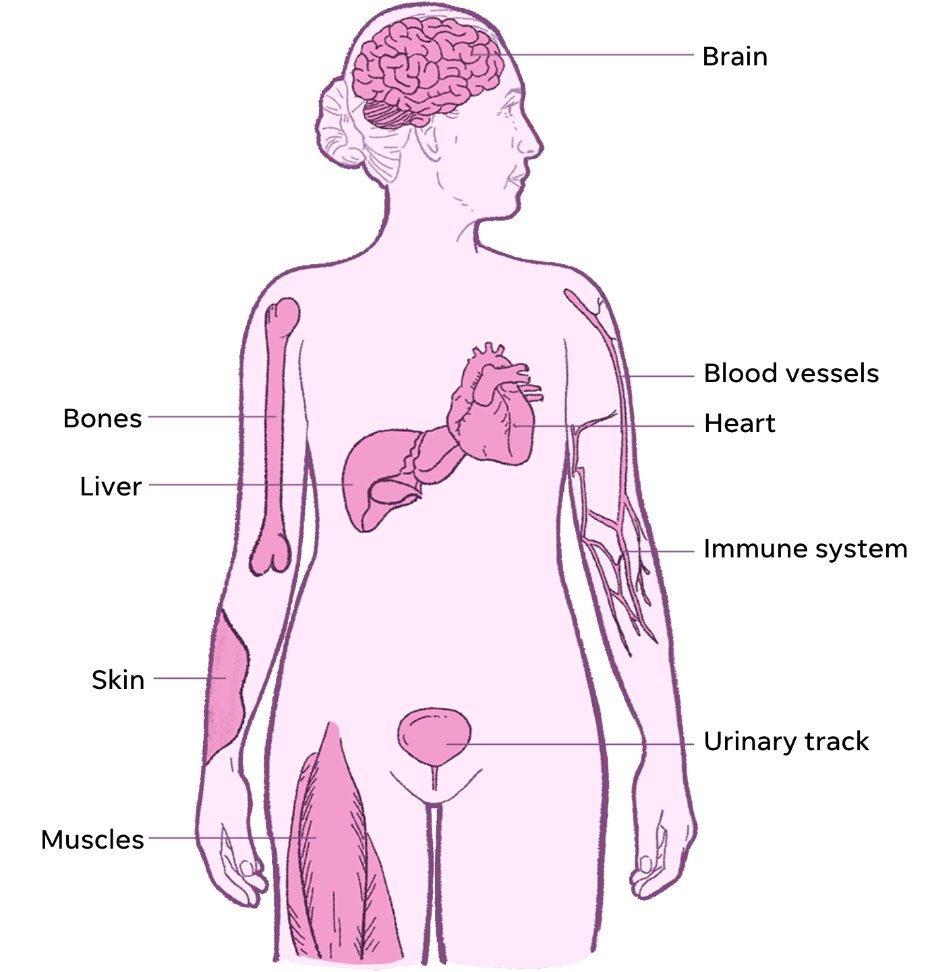 Brain
Blood vessels
Bones
Heart
Liver
Immune system
Skin
Urinary track
Muscles